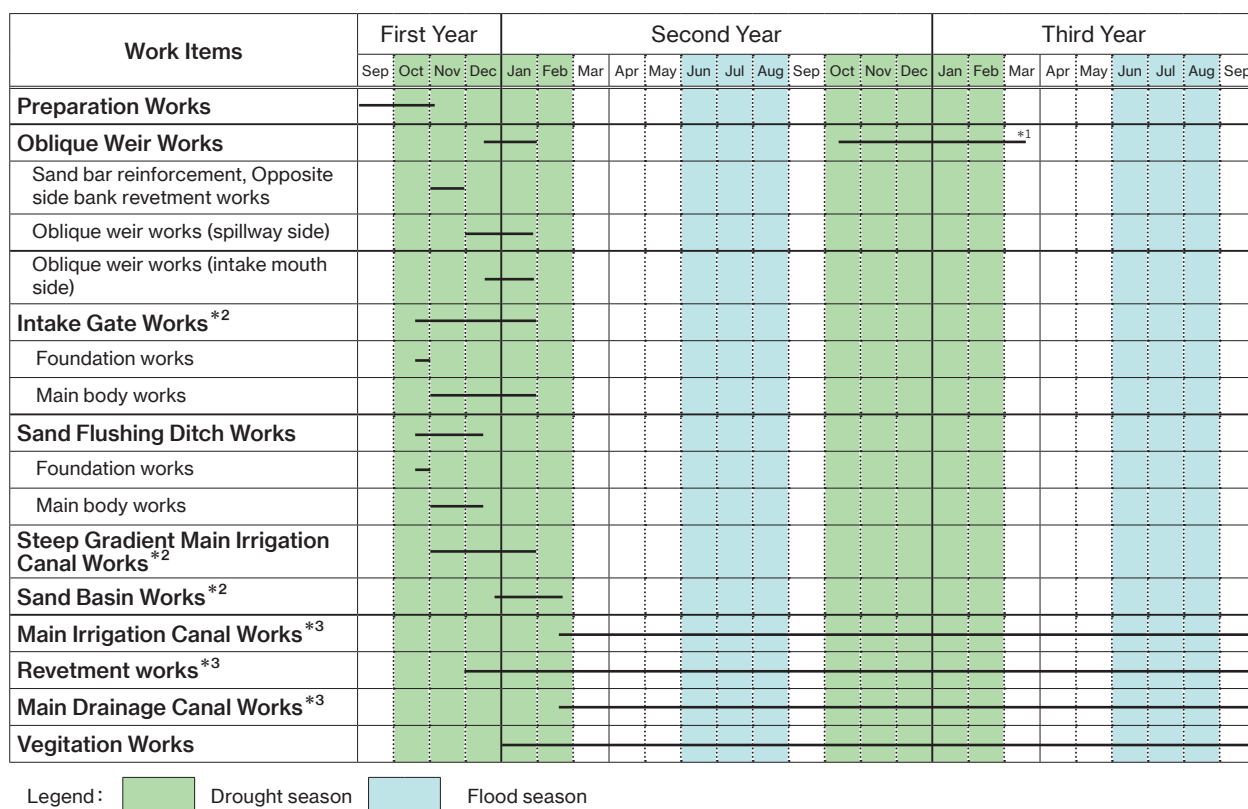 Work Items
First Year
Second Year
Third Year
Sep Oct Nov Dec Jan Feb Mar Apr May Jun Jul Aug Sep Oct Nov Dec Jan Feb Mar Apr May Jun Jul Aug Sep
Preparation Works
Oblique Weir Works
*1
Sand bar reinforcement, Opposite
side bank revetment works
Oblique weir works (spillway side)
Oblique weir works (intake mouth
side)
Intake Gate Works*2
Foundation works
Main body works
Sand Flushing Ditch Works
Foundation works
Main body works
Steep Gradient Main Irrigation
Canal Works*2
Sand Basin Works*2
Main Irrigation Canal Works*3
Revetment works*3
Main Drainage Canal Works*3
Vegitation Works
Legend: Drought season Flood season